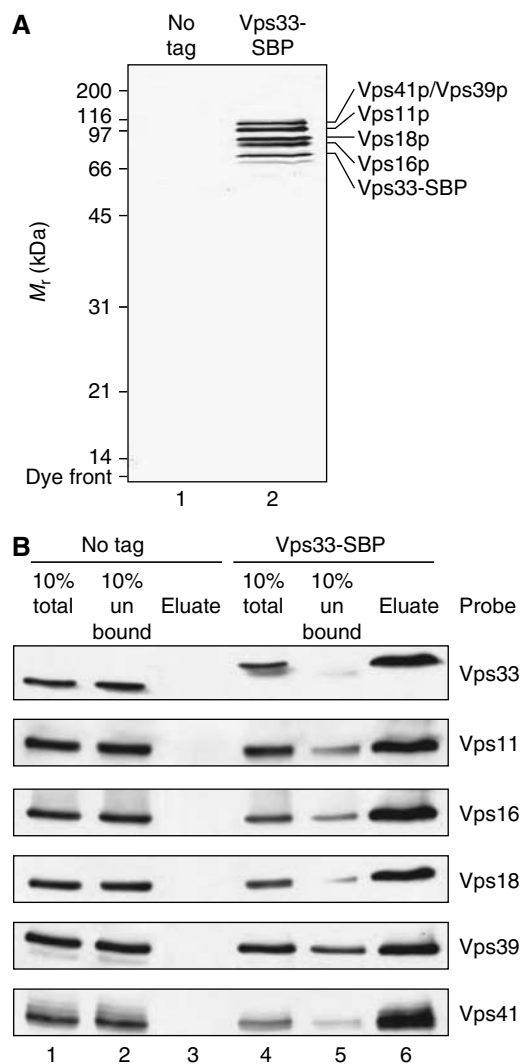 A
No tag
Vps33-SBP
200
116
97
66
45
31
21
14
Dye front
Mr (kDa)
Vps41p/Vps39p
Vps11p
Vps18p
Vps16p
Vps33-SBP
1 2
B
No tag Vps33-SBP
10% 10% 10% 10%
total un Eluate total un Eluate Probe
bound bound
Vps33
Vps11
Vps16
Vps18
Vps39
Vps41
1 2 3 4 5 6